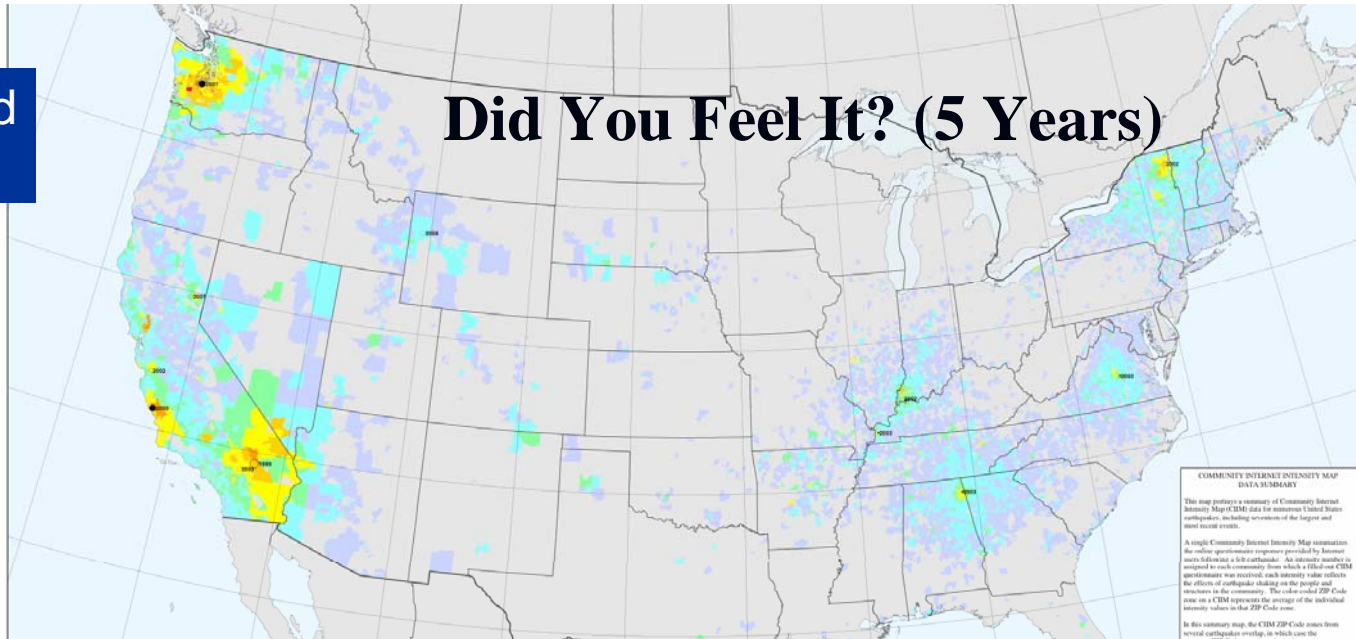 d
Did You Feel It? (5 Years)
2002
2003
COMMUNITY INTERNET INTENSITY MAP
DATA SUMMARY
This map portrays a summary of Community Internet
Intensity Map (CIIM) data for numerous United States
earthquakes, including seventeen of the largest and
most recent events.
A single Community Internet Intensity Map summarizes
the online questionnaire responses provided by Internet
users following a felt earthquake. An intensity number is
assigned to each community from which a filled-out CIIM
questionnaire was received; each intensity value reflects
the effects of earthquake shaking on the people and
structures in the community. The color-coded ZIP Code
zone on a CIIM represents the average of the individual
intensity values in that ZIP Code zone.
In this summary map, the CIIM ZIP Code zones from
several earthquakes overlap, in which case the